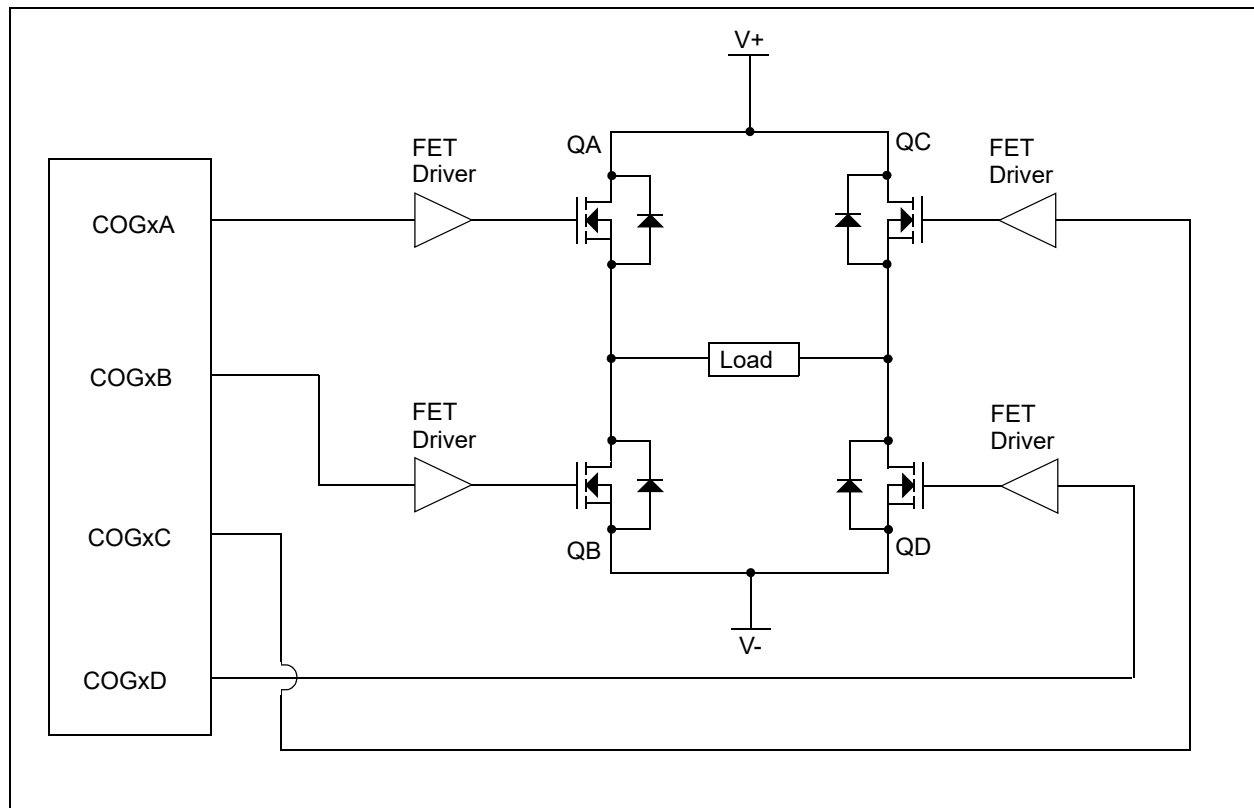 V+
FET
Driver
QA
QC
FET
Driver
COGxA
COGxB
FET
Driver
Load
FET
Driver
COGxC
QB
QD
V-
COGxD